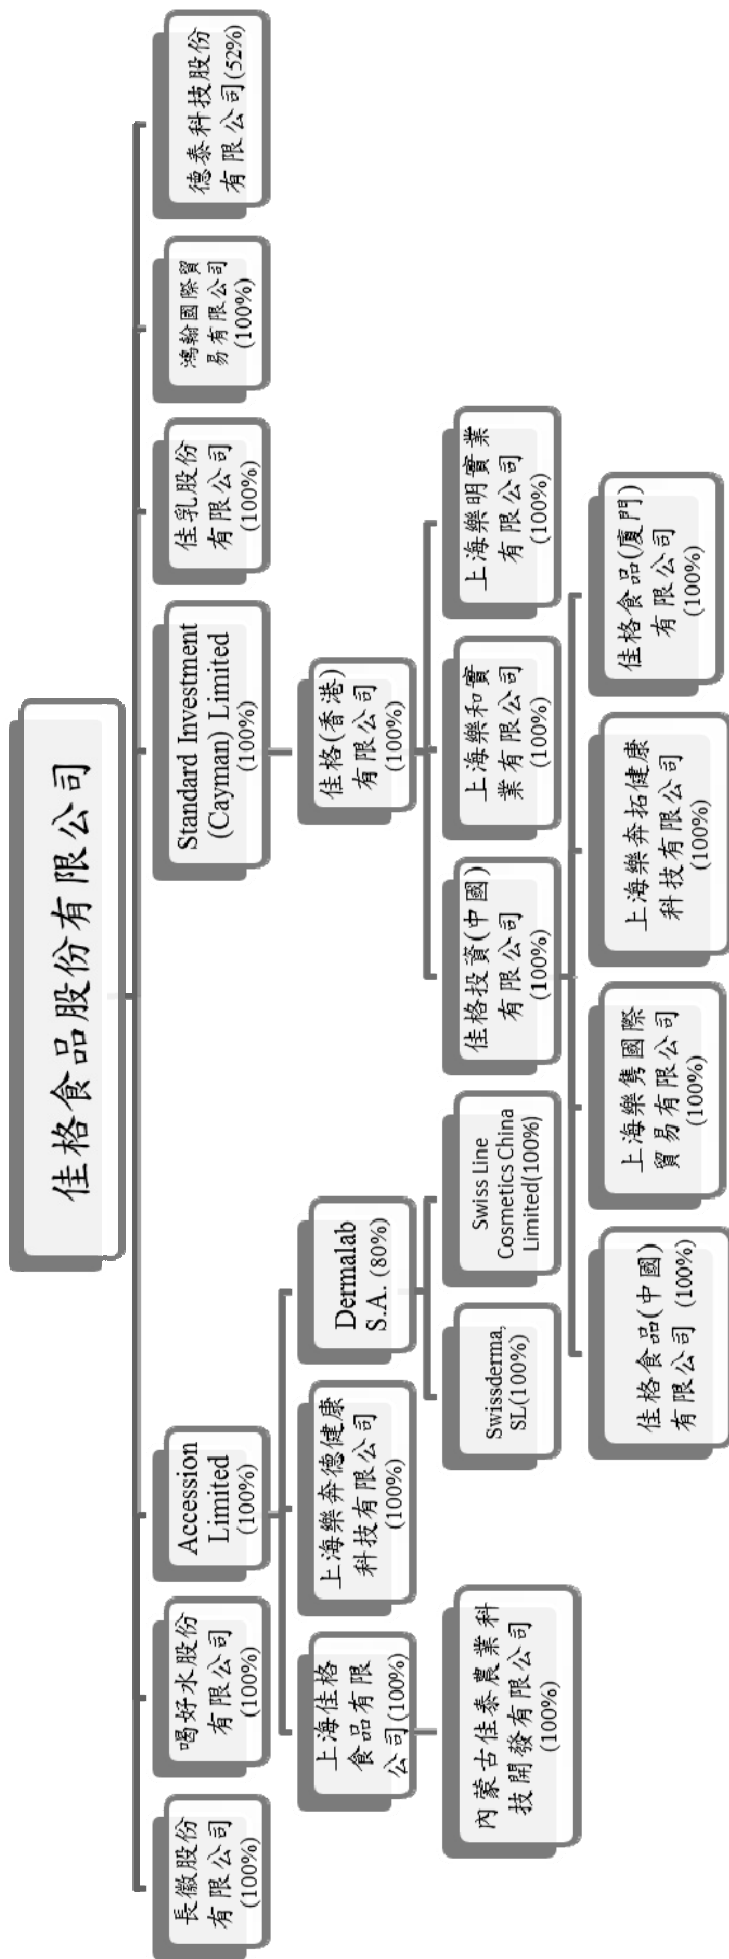 佳格食品股份有限公司
長徽股份
有限公司
(100%)
喝好水股份
有限公司
(100%)
Accession
Limited
(100%)
Standard Investment
(Cayman) Limited
(100%)
佳乳股份
有限公司
(100%)
鴻翰國際貿
易有限公司
(100%)
德泰科技股份
有限公司(52%)
上海佳格
食品有限
公司(100%)
上海樂奔德健康
科技有限公司
(100%)
Dermalab
S.A. (80%)
佳格(香港)
有限公司
(100%)
內蒙古佳泰農業科
技開發有限公司
(100%)
Swissderma,
SL(100%)
Swiss Line
Cosmetics China
Limited(100%)
佳格投資(中國)
有限公司
(100%)
上海樂和實
業有限公司
(100%)
上海樂明實業
有限公司
(100%)
佳格食品(中國)
有限公司 (100%)
上海樂雋國際
貿易有限公司
(100%)
上海樂奔拓健康
科技有限公司
(100%)
佳格食品(廈門)
有限公司
(100%)